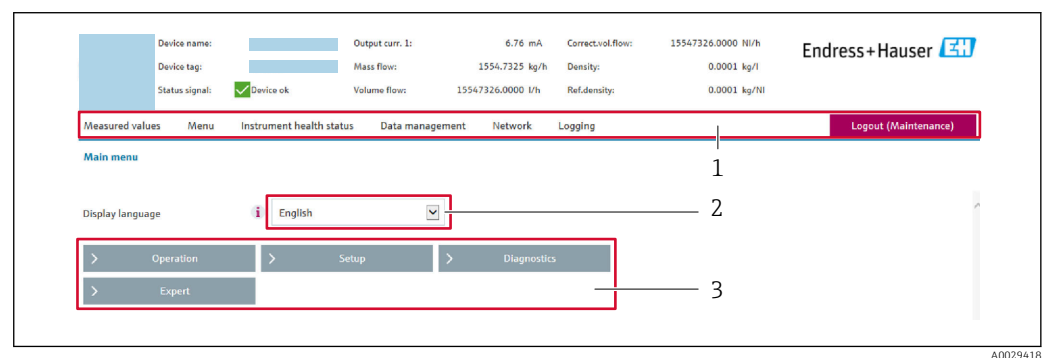 Device name: Output curr. 1: 6.76 mA Correct.vol.flow: 15547326.0000 Nl/h
Endress+Hauser EH
Device tag: Mass flow: 1554.7325 kg/h Density: 0.0001 kg/l
Status signal: Device ok Volume flow: 15547326.0000 l/h Ref.density: 0.0001 kg/Nl
Measured values Menu Instrument health status Data management Network Logging Logout (Maintenance)
1
Main menu
Display language i English 2
> Operation > Setup > Diagnostics
> Expert 3
A0029418